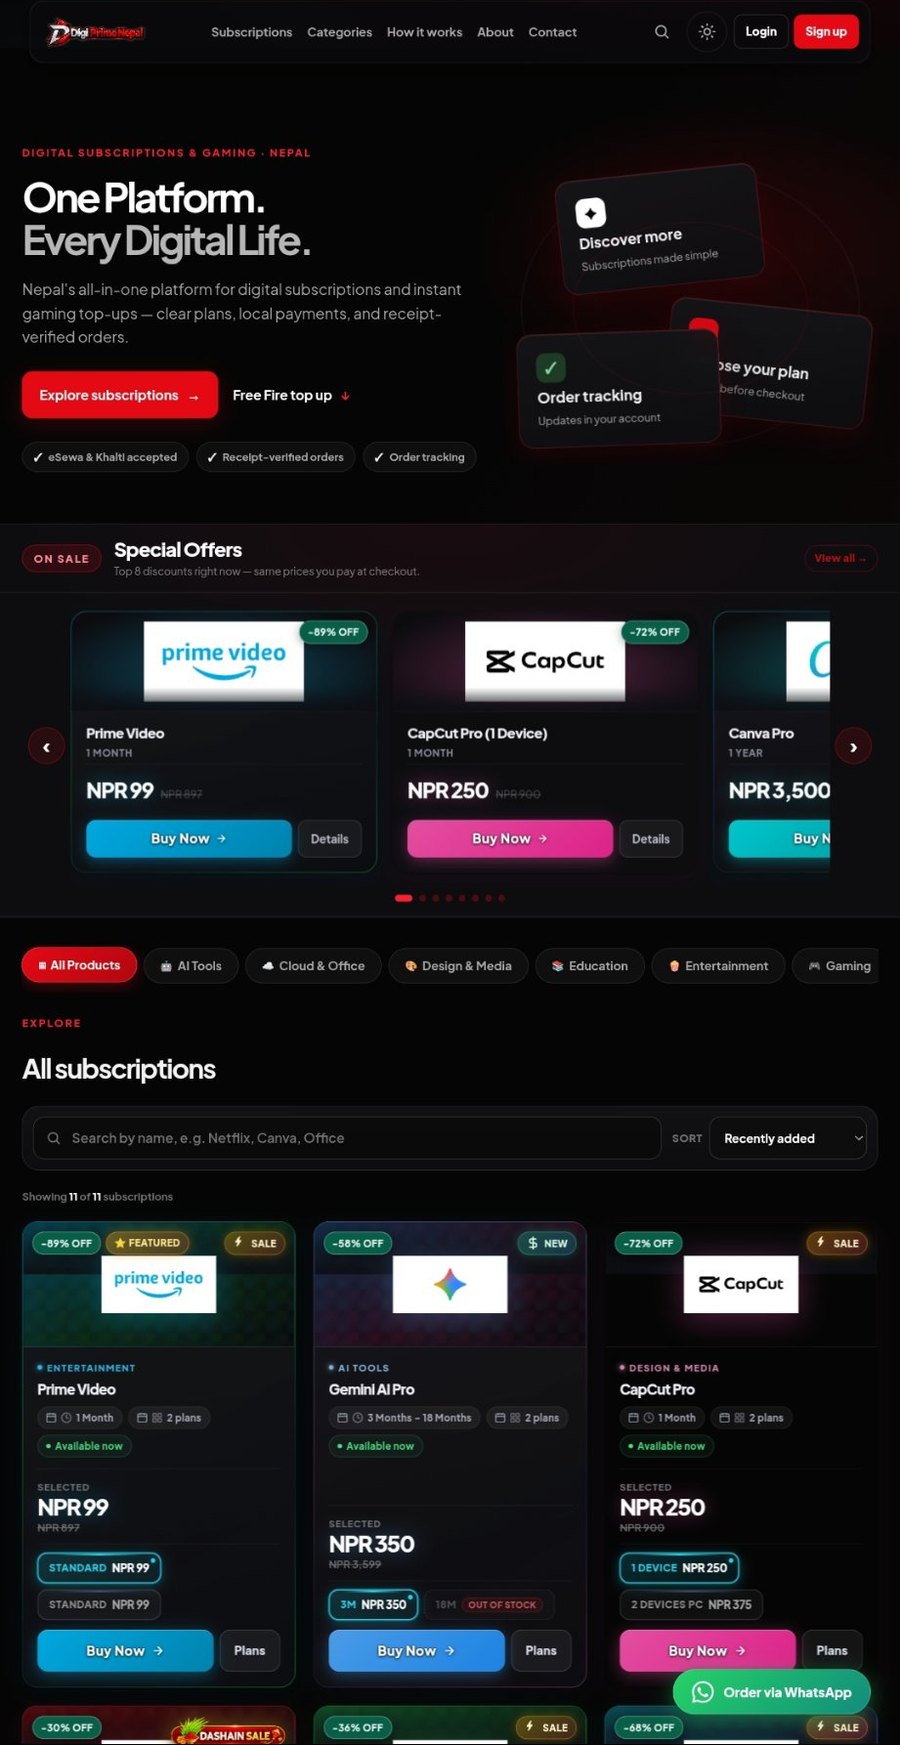 Digi Prime Nepal
Subscriptions Categories How it works About Contact
Login
Sign up
DIGITAL SUBSCRIPTIONS & GAMING · NEPAL
One Platform.
Every Digital Life.
Nepal's all-in-one platform for digital subscriptions and instant
gaming top-ups — clear plans, local payments, and receipt-
verified orders.
Explore subscriptions →
Free Fire top up ↓
✓ eSewa & Khalti accepted
✓ Receipt-verified orders
✓ Order tracking
Discover more
Subscriptions made simple
ose your plan
before checkout
✓
Order tracking
Updates in your account
ON SALE
Special Offers
Top 8 discounts right now — same prices you pay at checkout.
View all →
-89% OFF
prime video
Prime Video
1 MONTH
NPR 99 NPR 897
Buy Now →
Details
-72% OFF
CapCut
CapCut Pro (1 Device)
1 MONTH
NPR 250 NPR 900
Buy Now →
Details
Canva Pro
1 YEAR
NPR 3,500
Buy N
All Products
AI Tools
Cloud & Office
Design & Media
Education
Entertainment
Gaming
EXPLORE
All subscriptions
Search by name, e.g. Netflix, Canva, Office
SORT
Recently added
Showing 11 of 11 subscriptions
-89% OFF
FEATURED
SALE
prime video
ENTERTAINMENT
Prime Video
1 Month
2 plans
Available now
SELECTED
NPR 99
NPR 897
STANDARD NPR 99
STANDARD NPR 99
Buy Now →
Plans
-58% OFF
NEW
AI TOOLS
Gemini AI Pro
3 Months – 18 Months
2 plans
Available now
SELECTED
NPR 350
NPR 3,599
3M NPR 350
18M OUT OF STOCK
Buy Now →
Plans
-72% OFF
SALE
CapCut
DESIGN & MEDIA
CapCut Pro
1 Month
2 plans
Available now
SELECTED
NPR 250
NPR 900
1 DEVICE NPR 250
2 DEVICES PC NPR 375
Buy Now →
Plans
Order via WhatsApp
-30% OFF
DASHAIN SALE
-36% OFF
SALE
-68% OFF
SALE